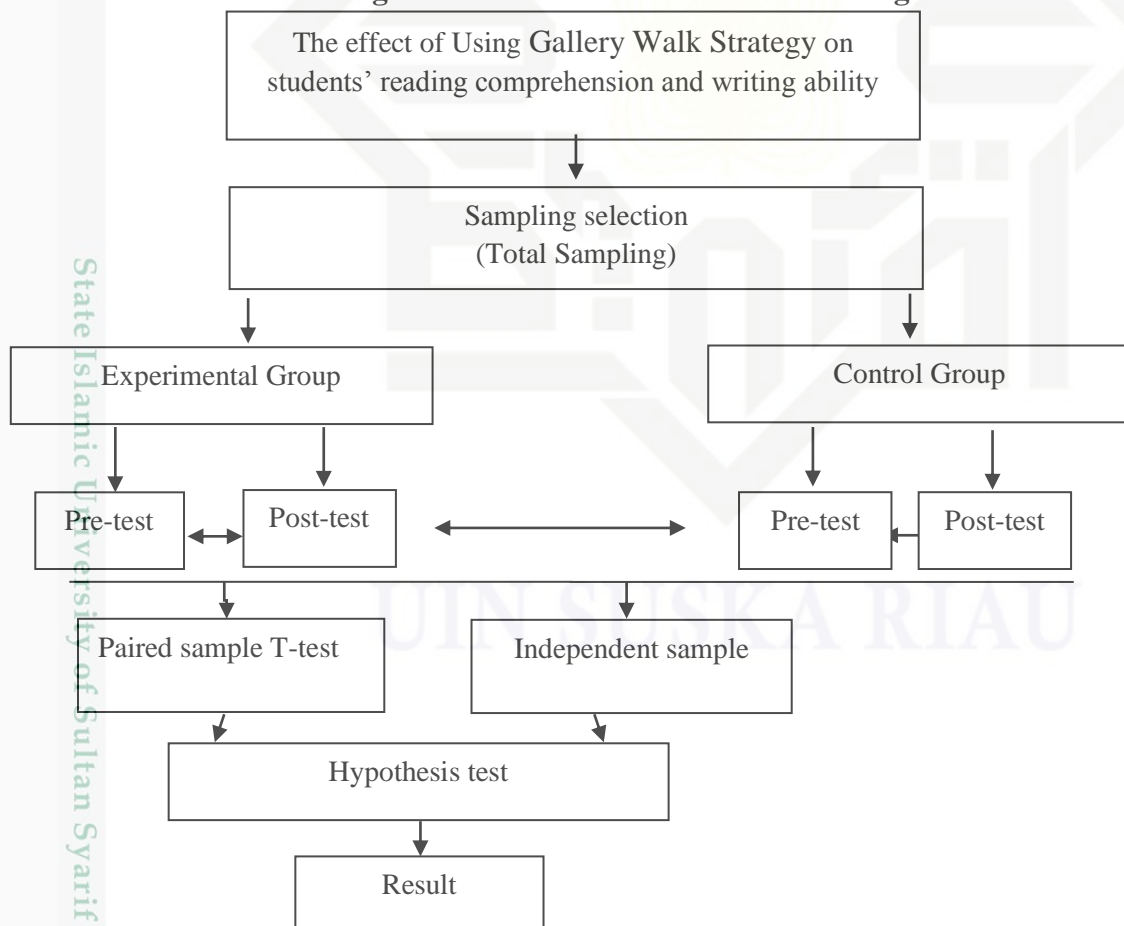 The effect of Using Gallery Walk Strategy on
students' reading comprehension and writing ability
Sampling selection
(Total Sampling)
Experimental Group
Control Group
Pre-test
Post-test
Pre-test
Post-test
Paired sample T-test
Independent sample
Hypothesis test
Result
State Islamic University of Sultan Syarif
UIN SUSKA RIAU